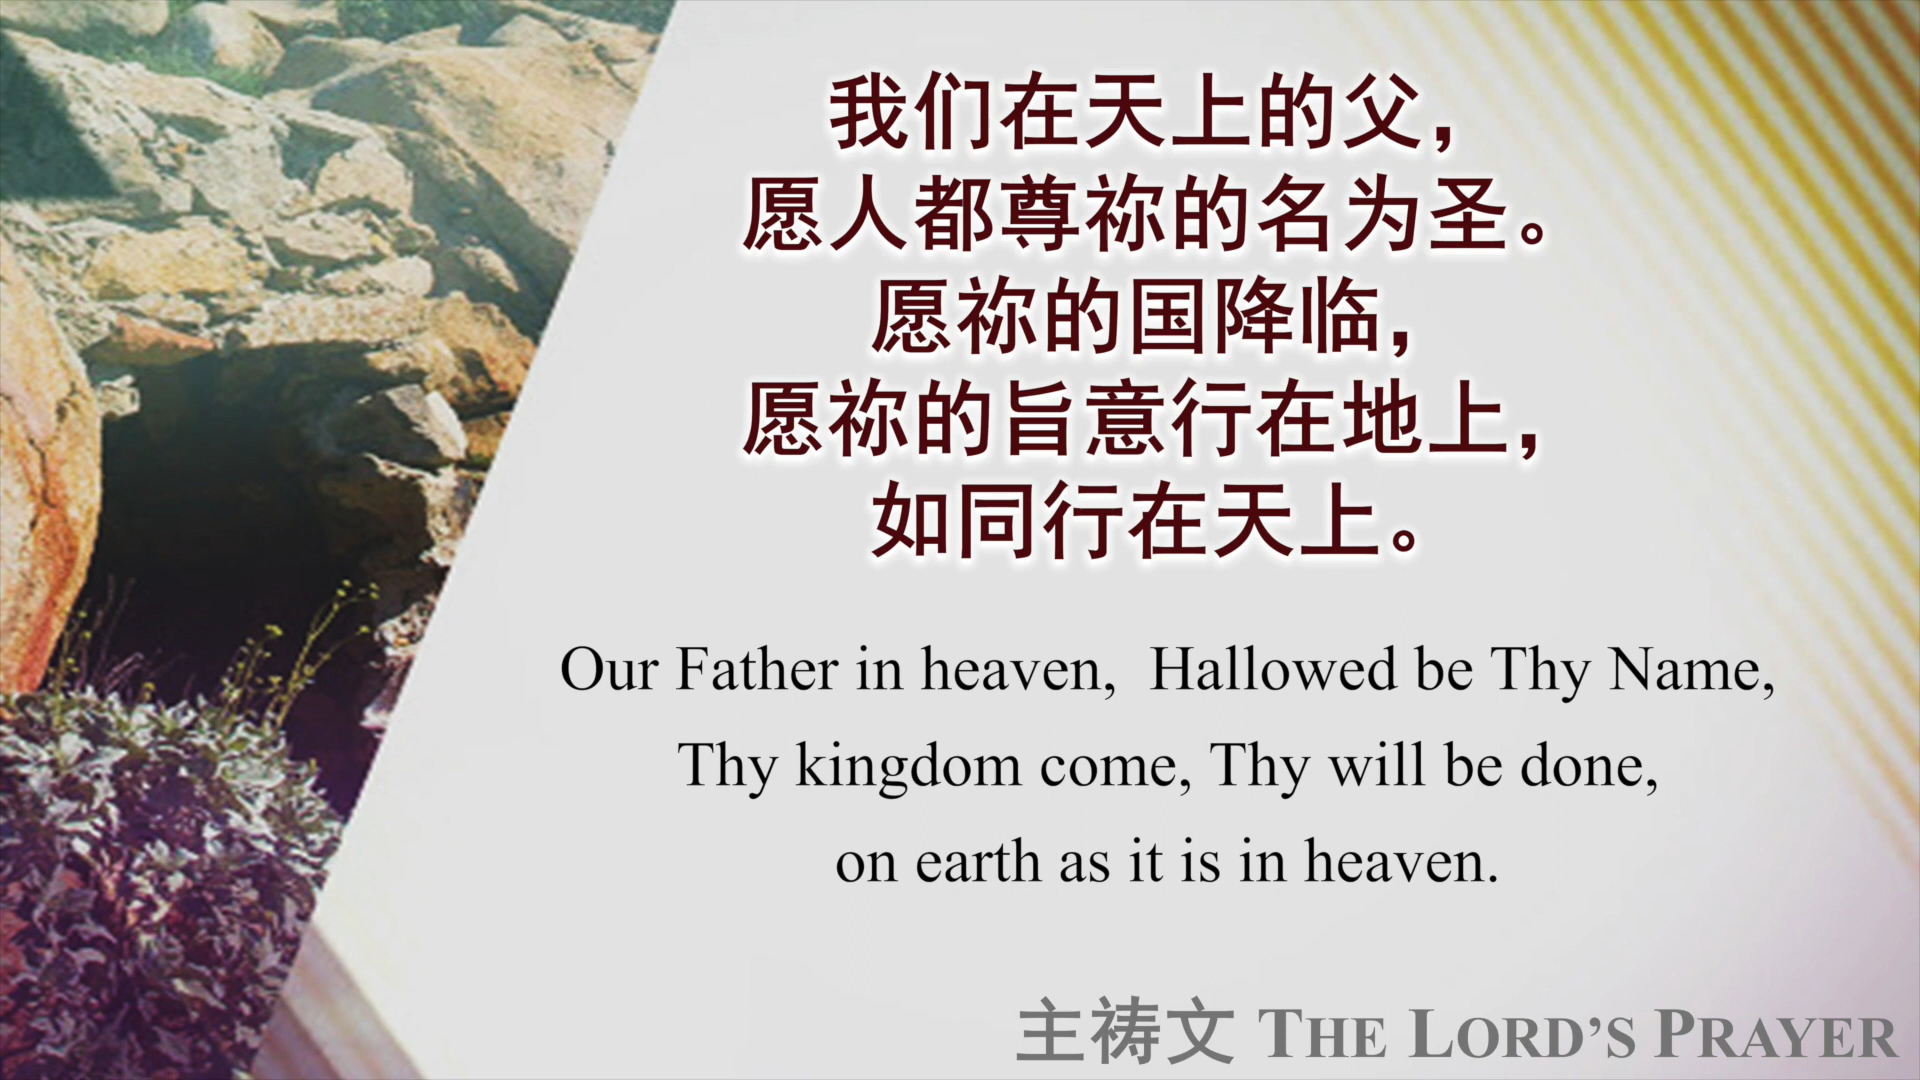 我们在天上的父，
愿人都尊祢的名为圣。
愿祢的国降临，
愿祢的旨意行在地上，
如同行在天上。
Our Father in heaven,  Hallowed be Thy Name,
Thy kingdom come, Thy will be done,
on earth as it is in heaven.
主祷文 THE LORD’S PRAYER